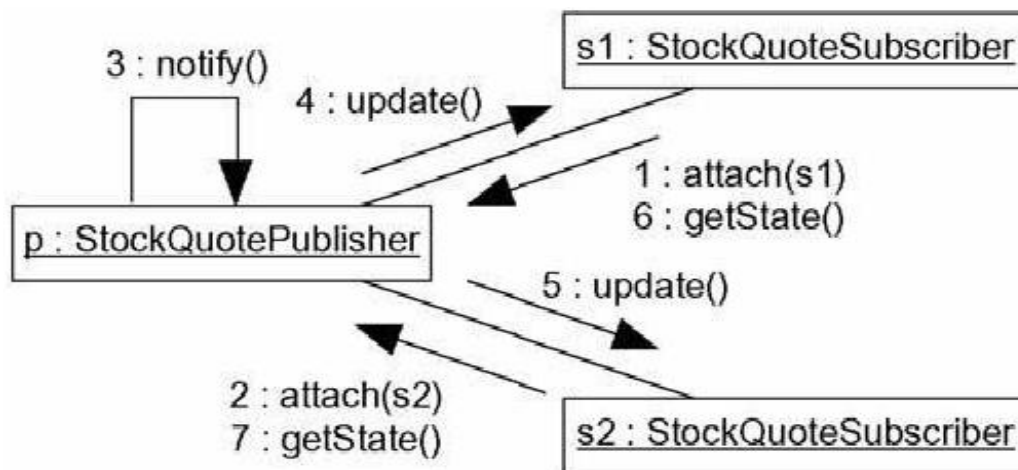 s1 : StockQuoteSubscriber
3 : notify()
4 : update()
1 : attach(s1)
6 : getState()
p : StockQuotePublisher
5 : update()
2 : attach(s2)
7 : getState()
s2 : StockQuoteSubscriber